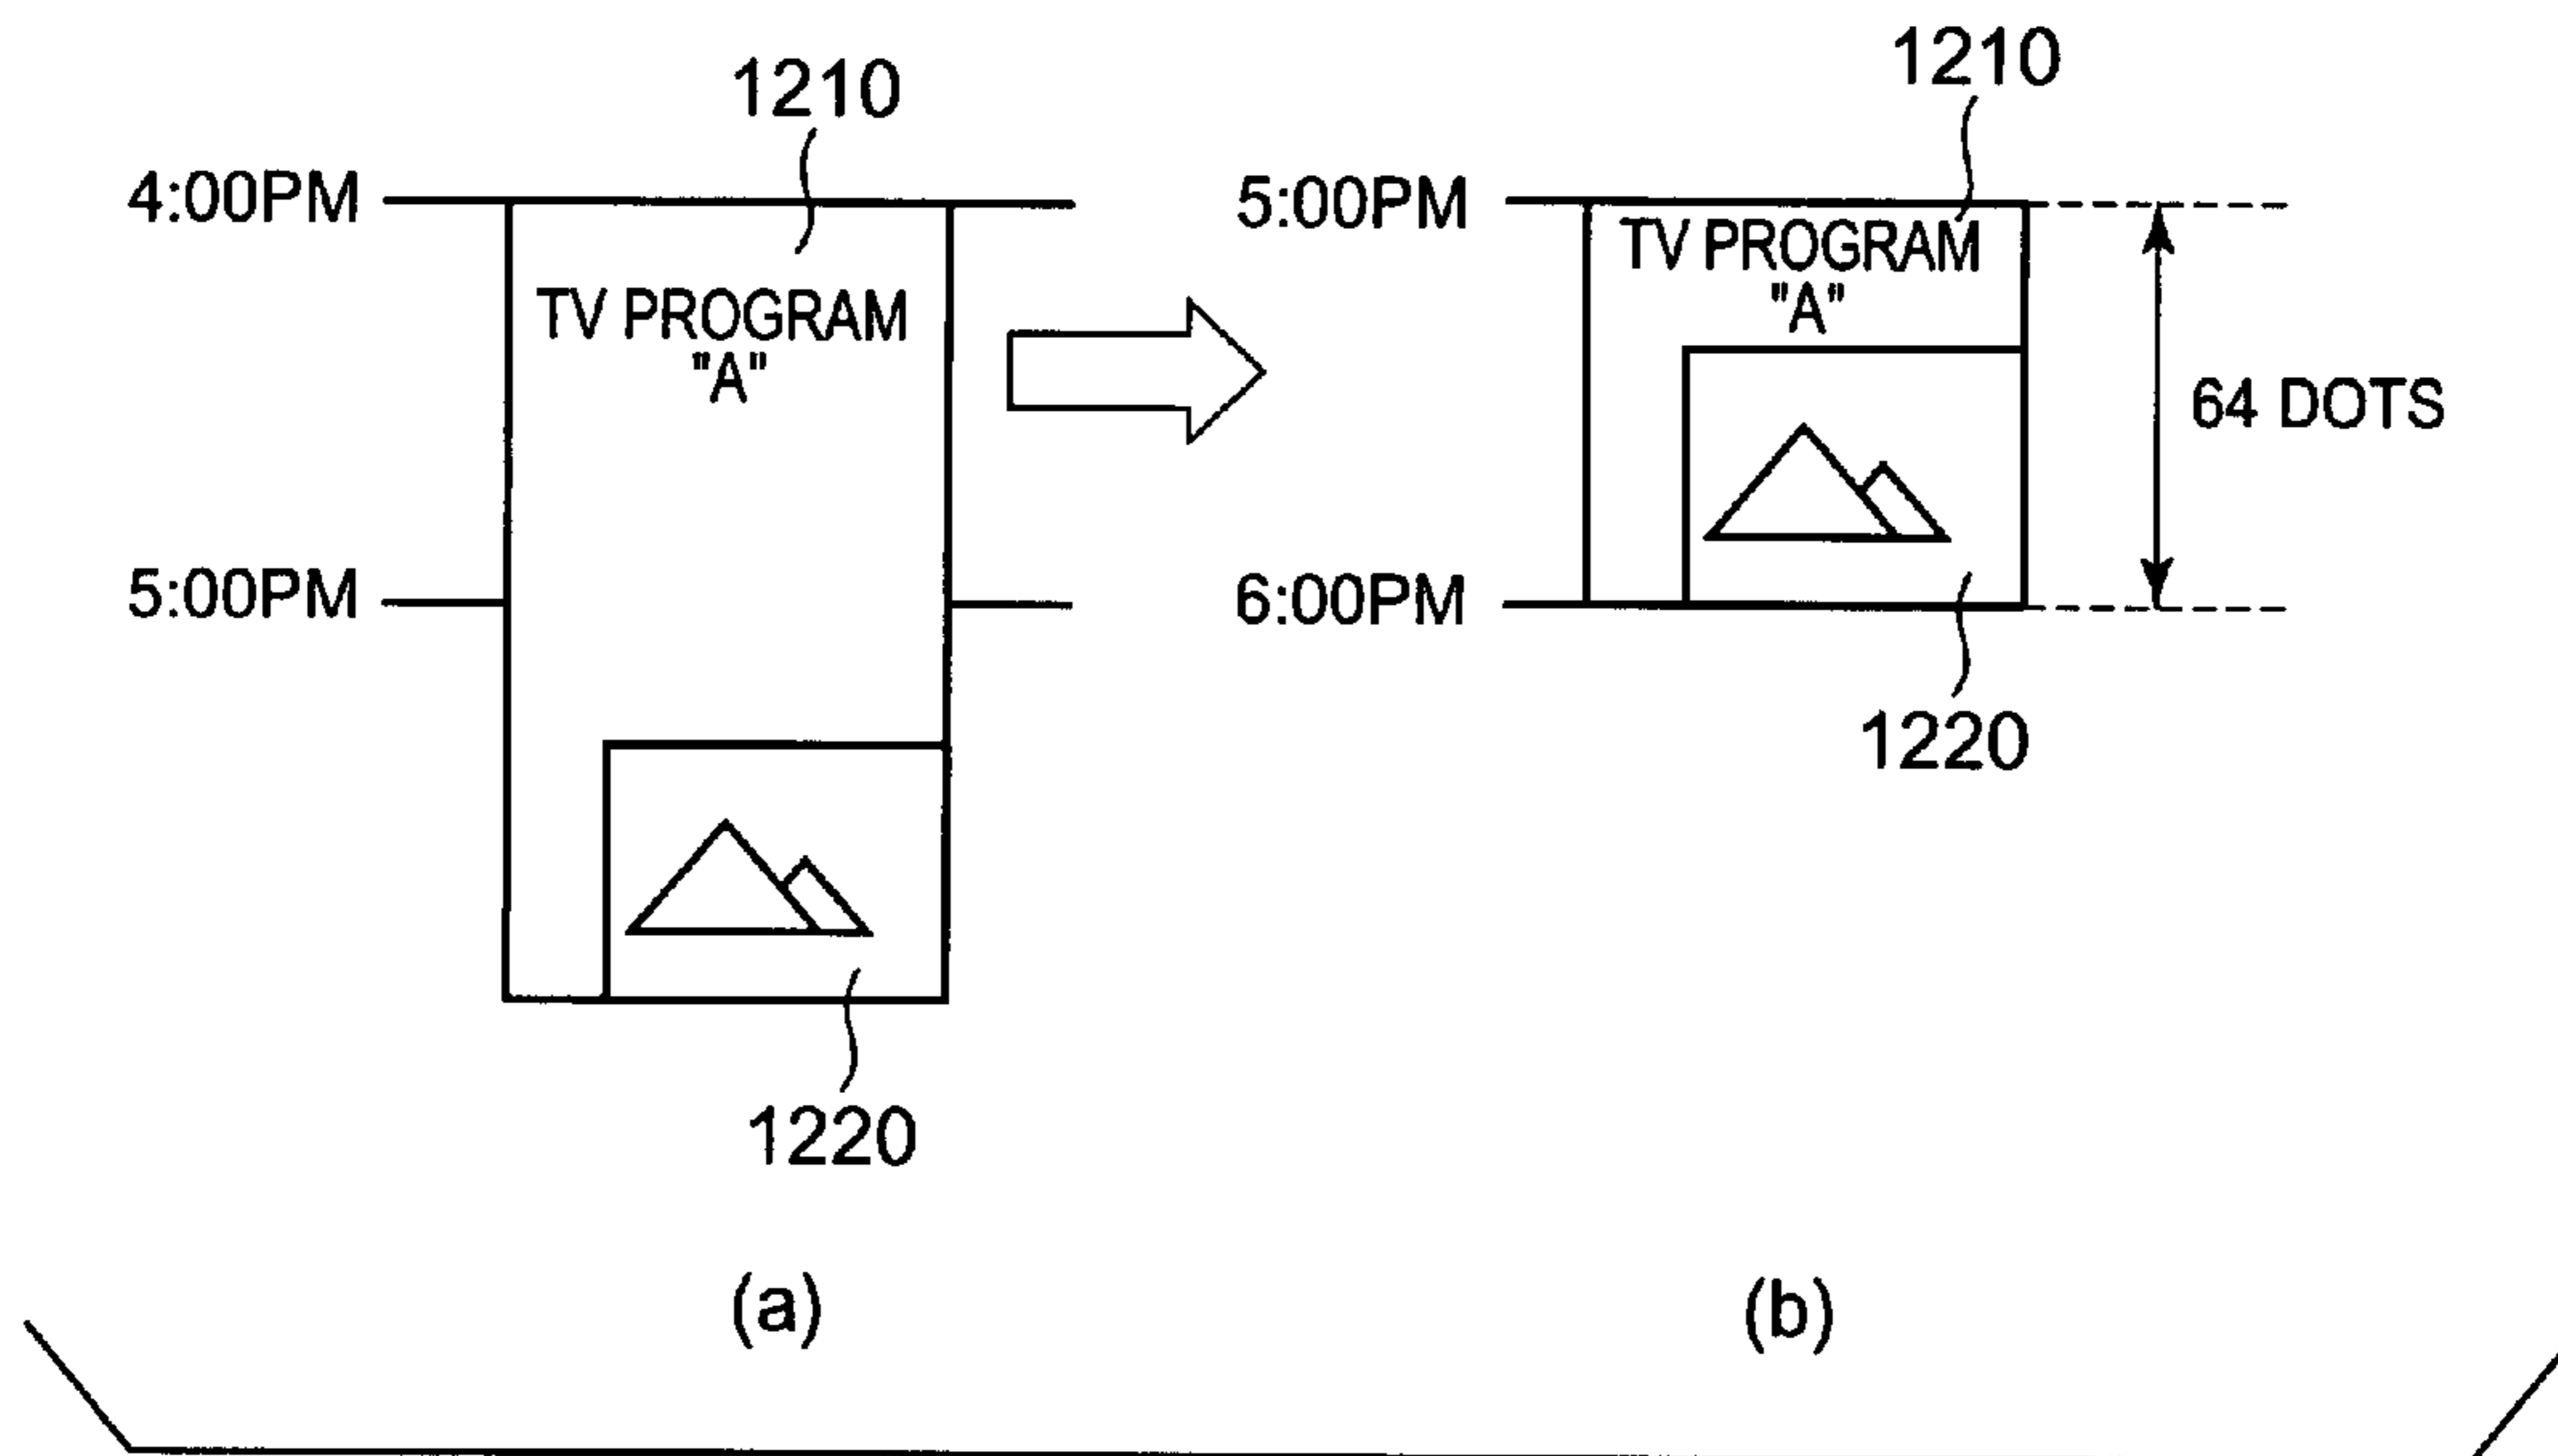 1210
4:00PM
TV PROGRAM
"A"
5:00PM
1220
(a)
1210
5:00PM
TV PROGRAM
"A"
64 DOTS
6:00PM
1220
(b)